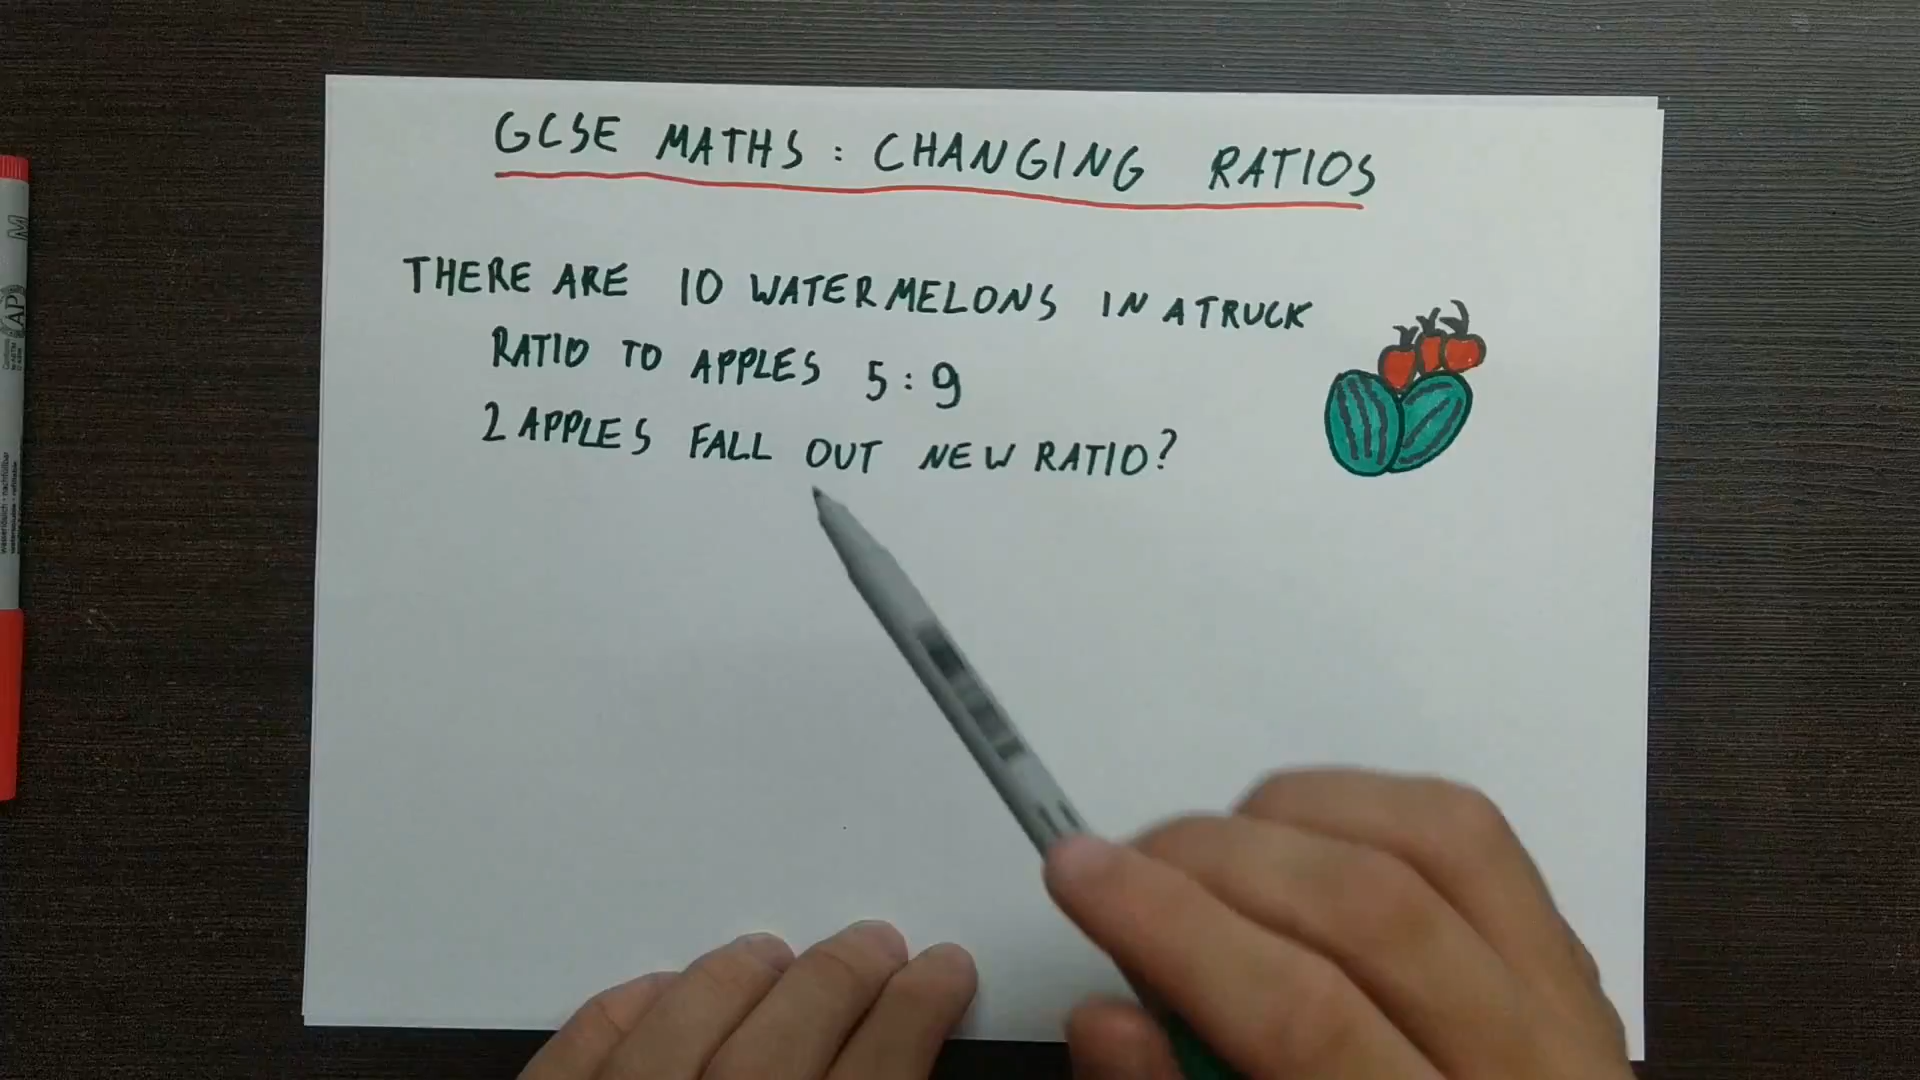 GCSE MATHS : CHANGING RATIOS
THERE ARE 10 WATERMELONS IN A TRUCK
RATIO TO APPLES 5 : 9
2 APPLES FALL OUT NEW RATIO?
M